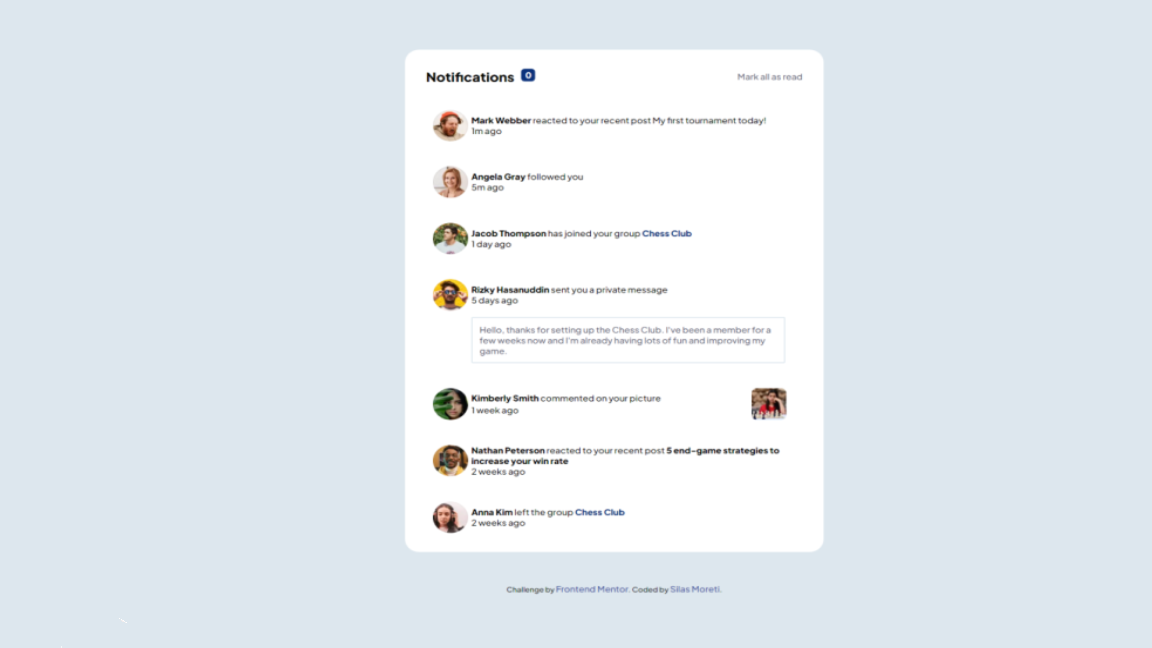 Notifications 0 Mark all as read
Mark Webber reacted to your recent post My first tournament today!
1m ago
Angela Gray followed you
5m ago
Jacob Thompson has joined your group Chess Club
1 day ago
Rizky Hasanuddin sent you a private message
5 days ago
Hello, thanks for setting up the Chess Club. I've been a member for a
few weeks now and I'm already having lots of fun and improving my
game.
Kimberly Smith commented on your picture
1 week ago
Nathan Peterson reacted to your recent post 5 end-game strategies to
increase your win rate
2 weeks ago
Anna Kim left the group Chess Club
2 weeks ago
Challenge by Frontend Mentor. Coded by Silas Moreti.